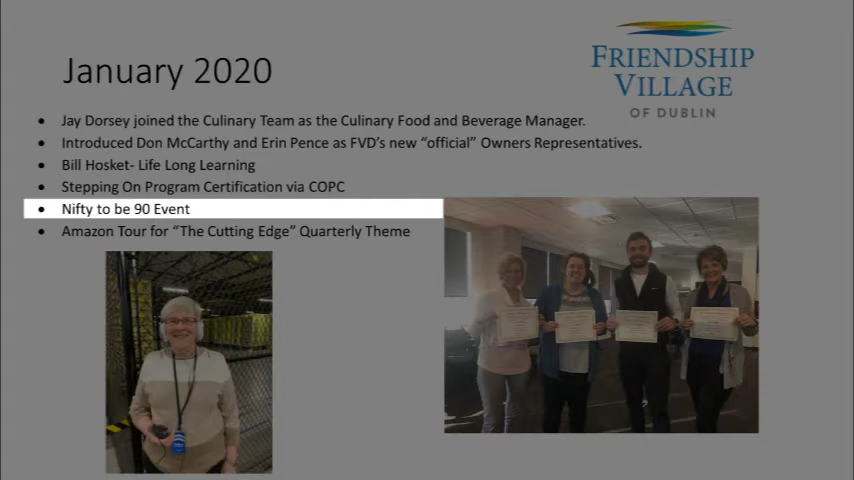 January 2020
FRIENDSHIP
VILLAGE
OF DUBLIN
• Jay Dorsey joined the Culinary Team as the Culinary Food and Beverage Manager.
• Introduced Don McCarthy and Erin Pence as FVD's new “official” Owners Representatives.
• Bill Hosket- Life Long Learning
• Stepping On Program Certification via COPC
• Nifty to be 90 Event
• Amazon Tour for “The Cutting Edge” Quarterly Theme